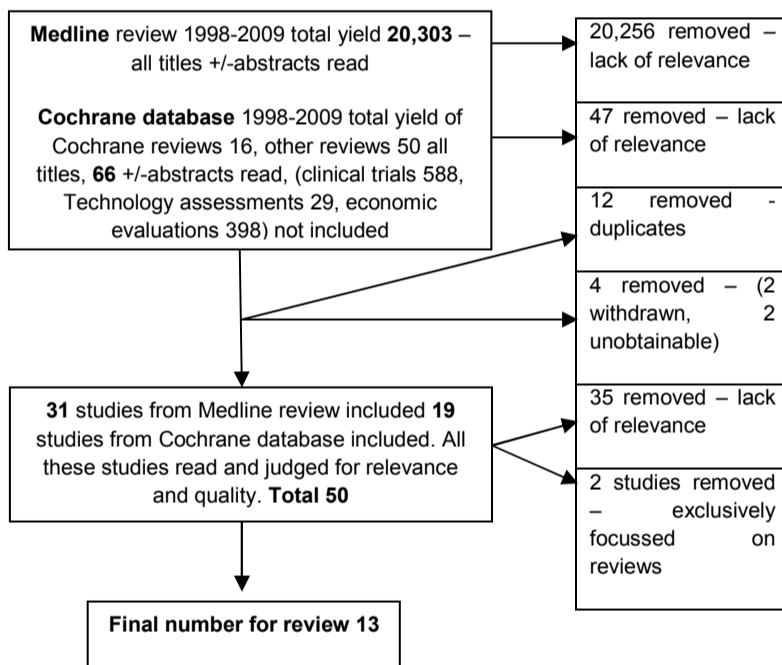 Medline review 1998-2009 total yield 20,303 –
all titles +/-abstracts read
Cochrane database 1998-2009 total yield of
Cochrane reviews 16, other reviews 50 all
titles, 66 +/-abstracts read, (clinical trials 588,
Technology assessments 29, economic
evaluations 398) not included
20,256 removed –
lack of relevance
47 removed – lack
of relevance
12 removed -
duplicates
4 removed – (2
withdrawn, 2
unobtainable)
31 studies from Medline review included 19
studies from Cochrane database included. All
these studies read and judged for relevance
and quality. Total 50
35 removed – lack
of relevance
2 studies removed
– exclusively
focussed on
reviews
Final number for review 13